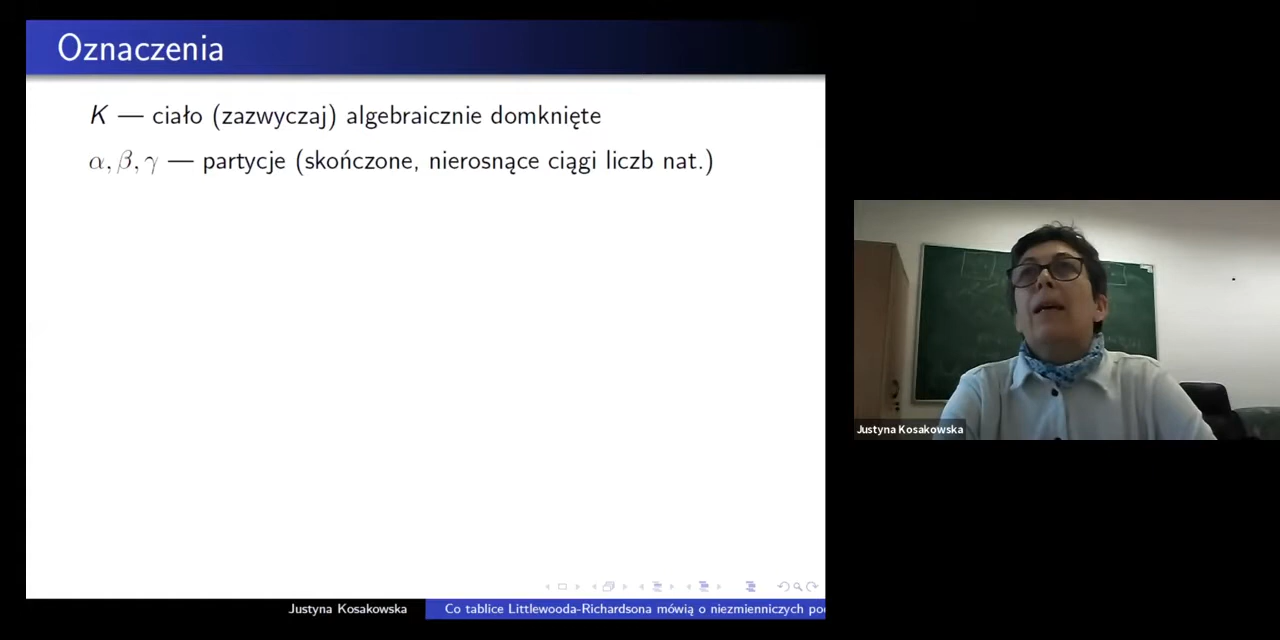 Oznaczenia
K — ciało (zazwyczaj) algebraicznie domknięte
α, β, γ — partycje (skończone, nierosnące ciągi liczb nat.)
Justyna Kosakowska
Justyna Kosakowska
Co tablice Littlewooda-Richardsona mówią o niezmienniczych